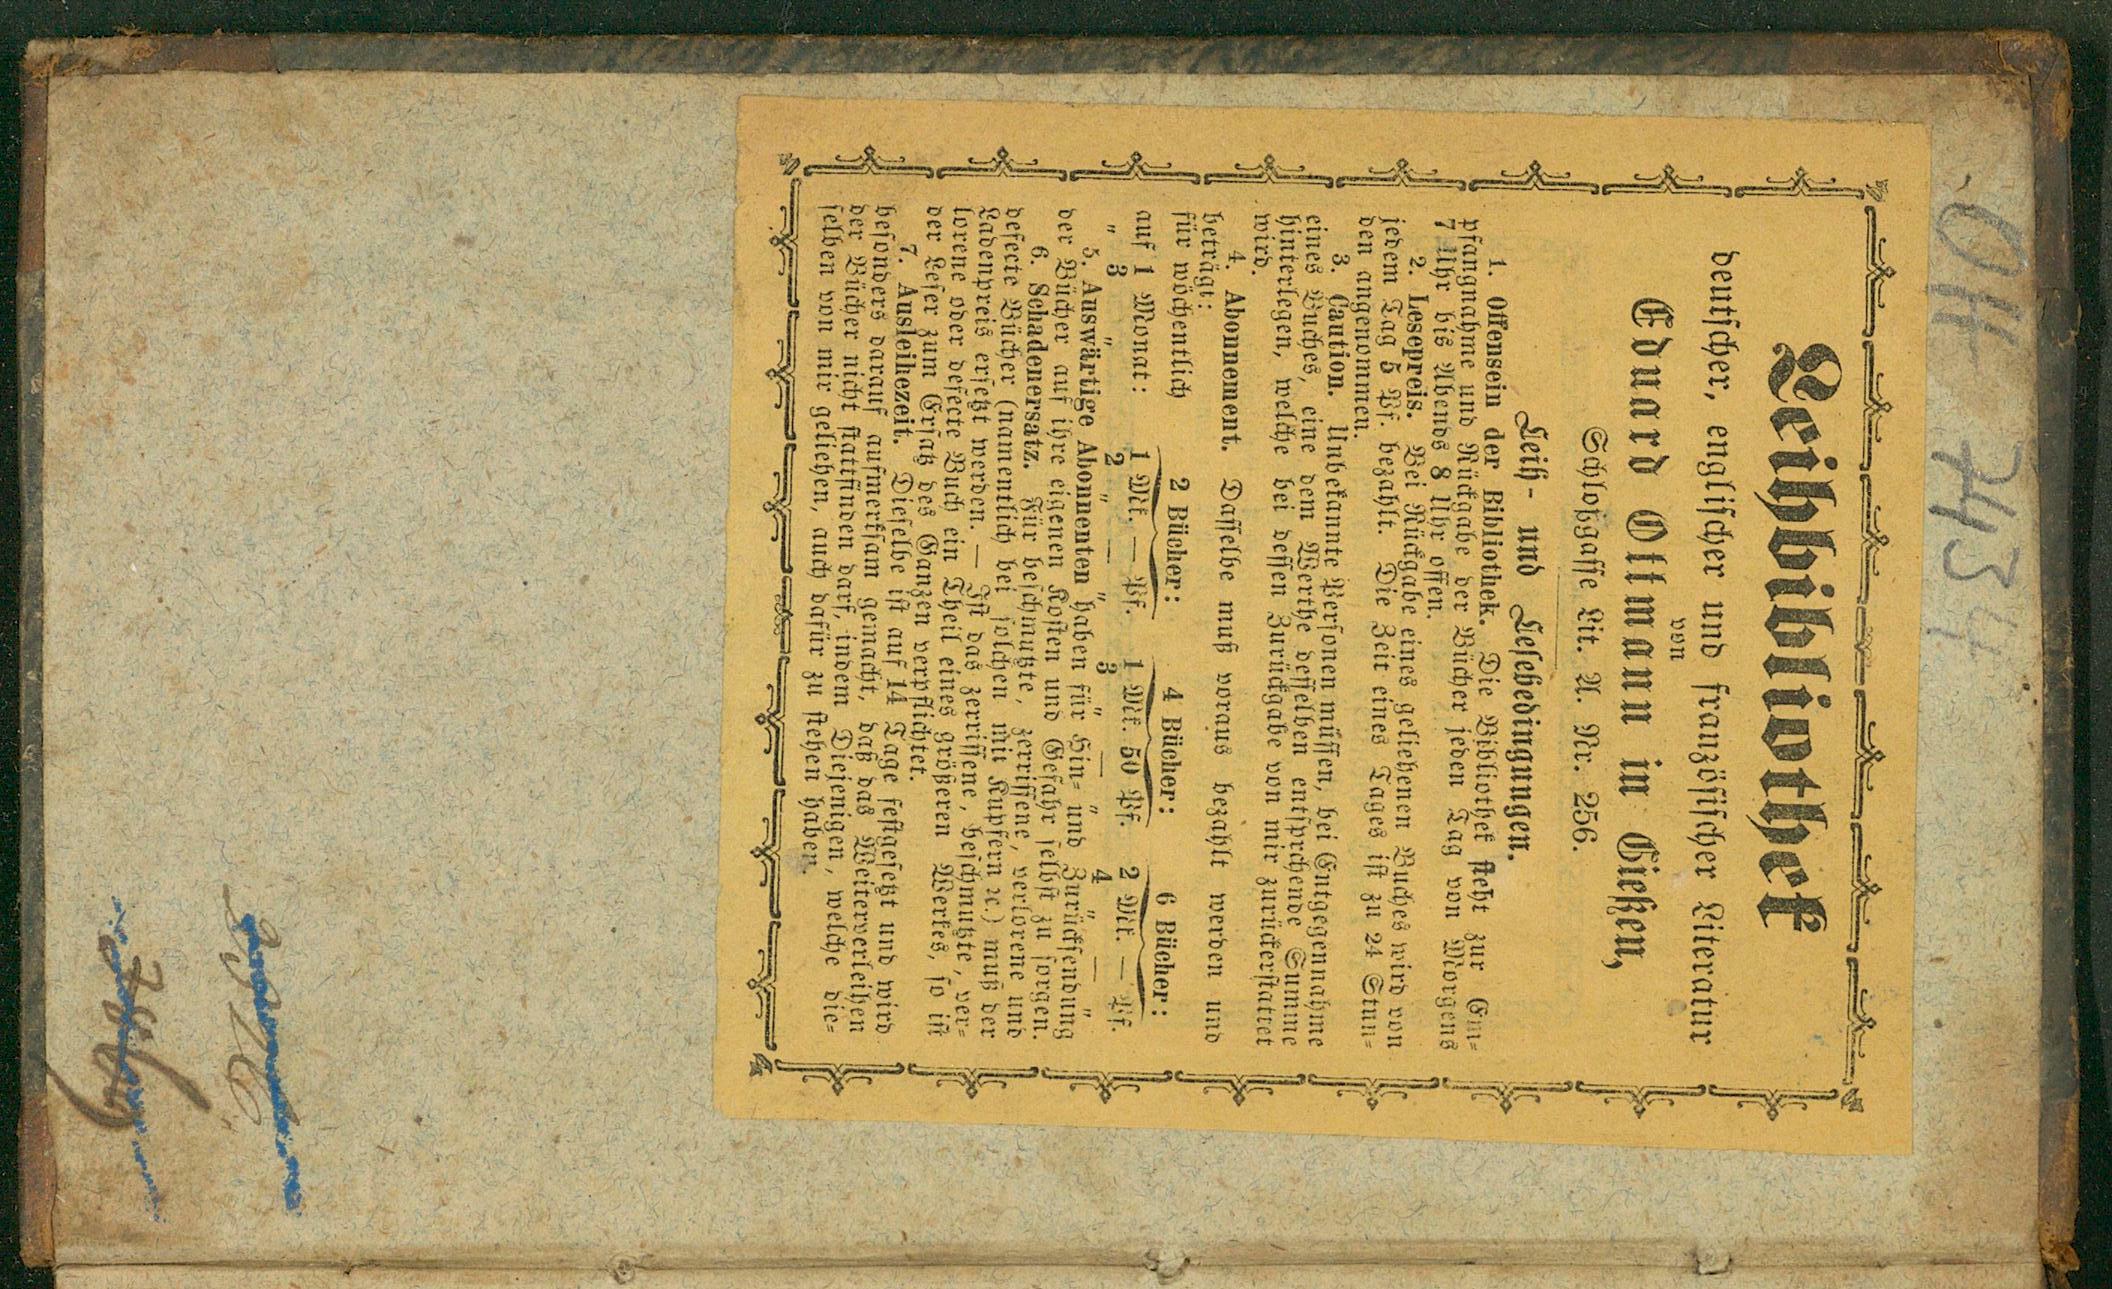 OH 7434
Leihbibliothek
deutscher, englischer und französischer Literatur
von
Eduard Ottmann in Gießen,
Schloßgasse Lit. A. Nr. 256.
Leih- und Lesebedingungen.
1. Offensein der Bibliothek. Die Bibliothek steht zur Em-
pfangnahme und Rückgabe der Bücher jeden Tag von Morgens
7 Uhr bis Abends 8 Uhr offen.
2. Lesepreis. Bei Rückgabe eines geliehenen Buches wird von
jedem Tag 5 Pf. bezahlt. Die Zeit eines Tages ist zu 24 Stun-
den angenommen.
3. Caution. Unbekannte Personen müssen, bei Entgegennahme
eines Buches, eine dem Werthe desselben entsprchende Summe
hinterlegen, welche bei dessen Zurückgabe von mir zurückerstattet
wird.
4. Abonnement. Dasselbe muß voraus bezahlt werden und
beträgt:
für wöchentlich 2 Bücher: 4 Bücher: 6 Bücher:
auf 1 Monat: 1 Mk. — Pf. 1 Mk. 50 Pf. 2 Mk. — Pf.
„ 3 „ 2 „ — „ 3 „ — „ 4 „ — „
5. Auswärtige Abonnenten haben für Hin- und Zurücksendung
der Bücher auf ihre eigenen Kosten und Gefahr selbst zu sorgen.
6. Schadenersatz. Für beschmutzte, zerrissene, verlorene und
defecte Bücher (namentlich bei solchen mit Kupfern ꝛc.) muß der
Ladenpreis ersetzt werden. — Ist das zerrissene, beschmutzte, ver-
lorene oder defecte Buch ein Theil eines größeren Werkes, so ist
der Leser zum Ersatz des Ganzen verpflichtet.
7. Ausleihezeit. Dieselbe ist auf 14 Tage festgesetzt und wird
besonders darauf aufmerksam gemacht, daß das Weiterverleihen
der Bücher nicht stattfinden darf, indem Diejenigen, welche die-
selben von mir geliehen, auch dafür zu stehen haben.